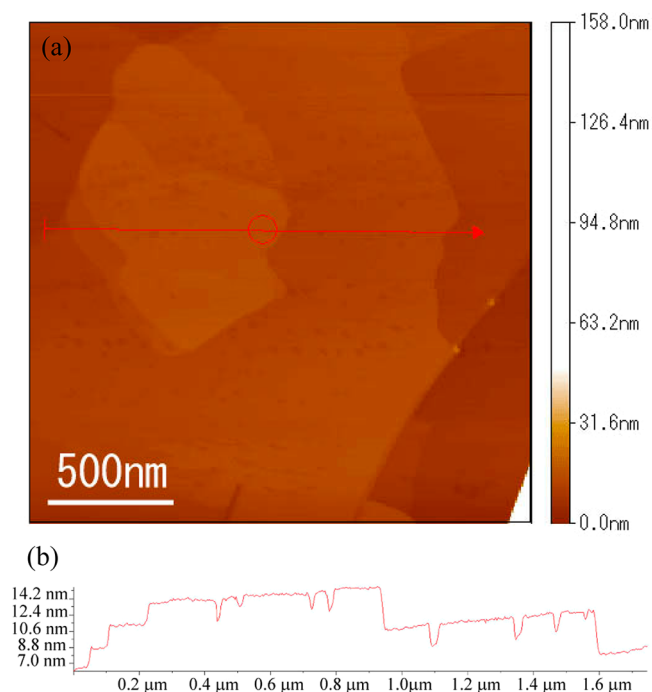 (a)
158.0nm
126.4nm
94.8nm
63.2nm
31.6nm
0.0nm
500nm
(b)
14.2 nm
12.4 nm
10.6 nm
8.8 nm
7.0 nm
0.2 μm 0.4 μm 0.6 μm 0.8 μm 1.0μm 1.2 μm 1.4 μm 1.6 μm